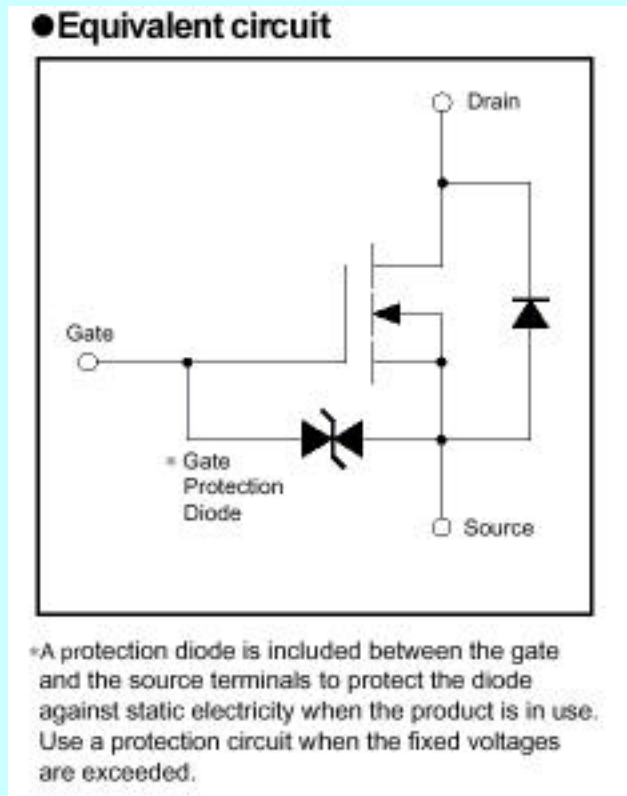 ●Equivalent circuit
Drain
Gate
* Gate
Protection
Diode
Source
*A protection diode is included between the gate
and the source terminals to protect the diode
against static electricity when the product is in use.
Use a protection circuit when the fixed voltages
are exceeded.